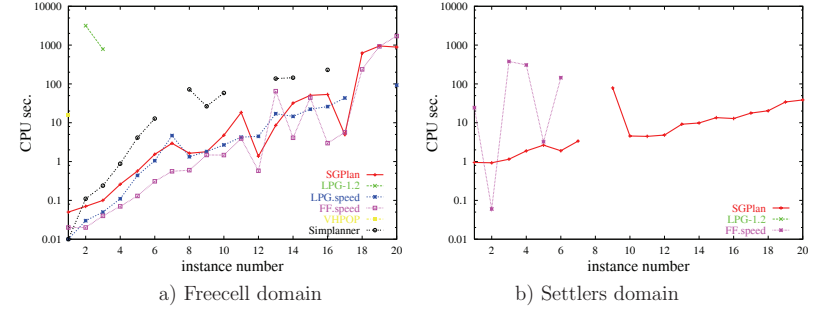 10000
1000
100
10
1
0.1
0.01
CPU sec.
2 4 6 8 10 12 14 16 18 20
instance number
SGPlan
LPG-1.2
LPG.speed
FF.speed
VHPOP
Simplanner
a) Freecell domain
10000
1000
100
10
1
0.1
0.01
CPU sec.
2 4 6 8 10 12 14 16 18 20
instance number
SGPlan
LPG-1.2
FF.speed
b) Settlers domain